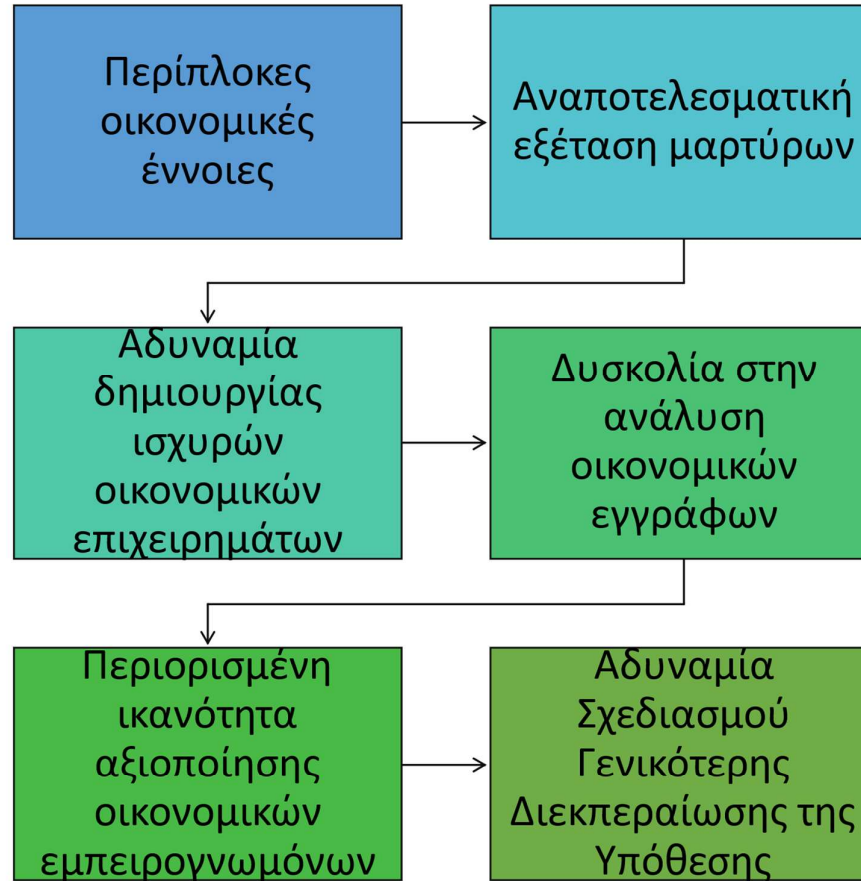 Περίπλοκες
οικονομικές
έννοιες
Αναποτελεσματική
εξέταση μαρτύρων
Αδυναμία
δημιουργίας
ισχυρών
οικονομικών
επιχειρημάτων
Δυσκολία στην
ανάλυση
οικονομικών
εγγράφων
Περιορισμένη
ικανότητα
αξιοποίησης
οικονομικών
εμπειρογνωμόνων
Αδυναμία
Σχεδιασμού
Γενικότερης
Διεκπεραίωσης της
Υπόθεσης